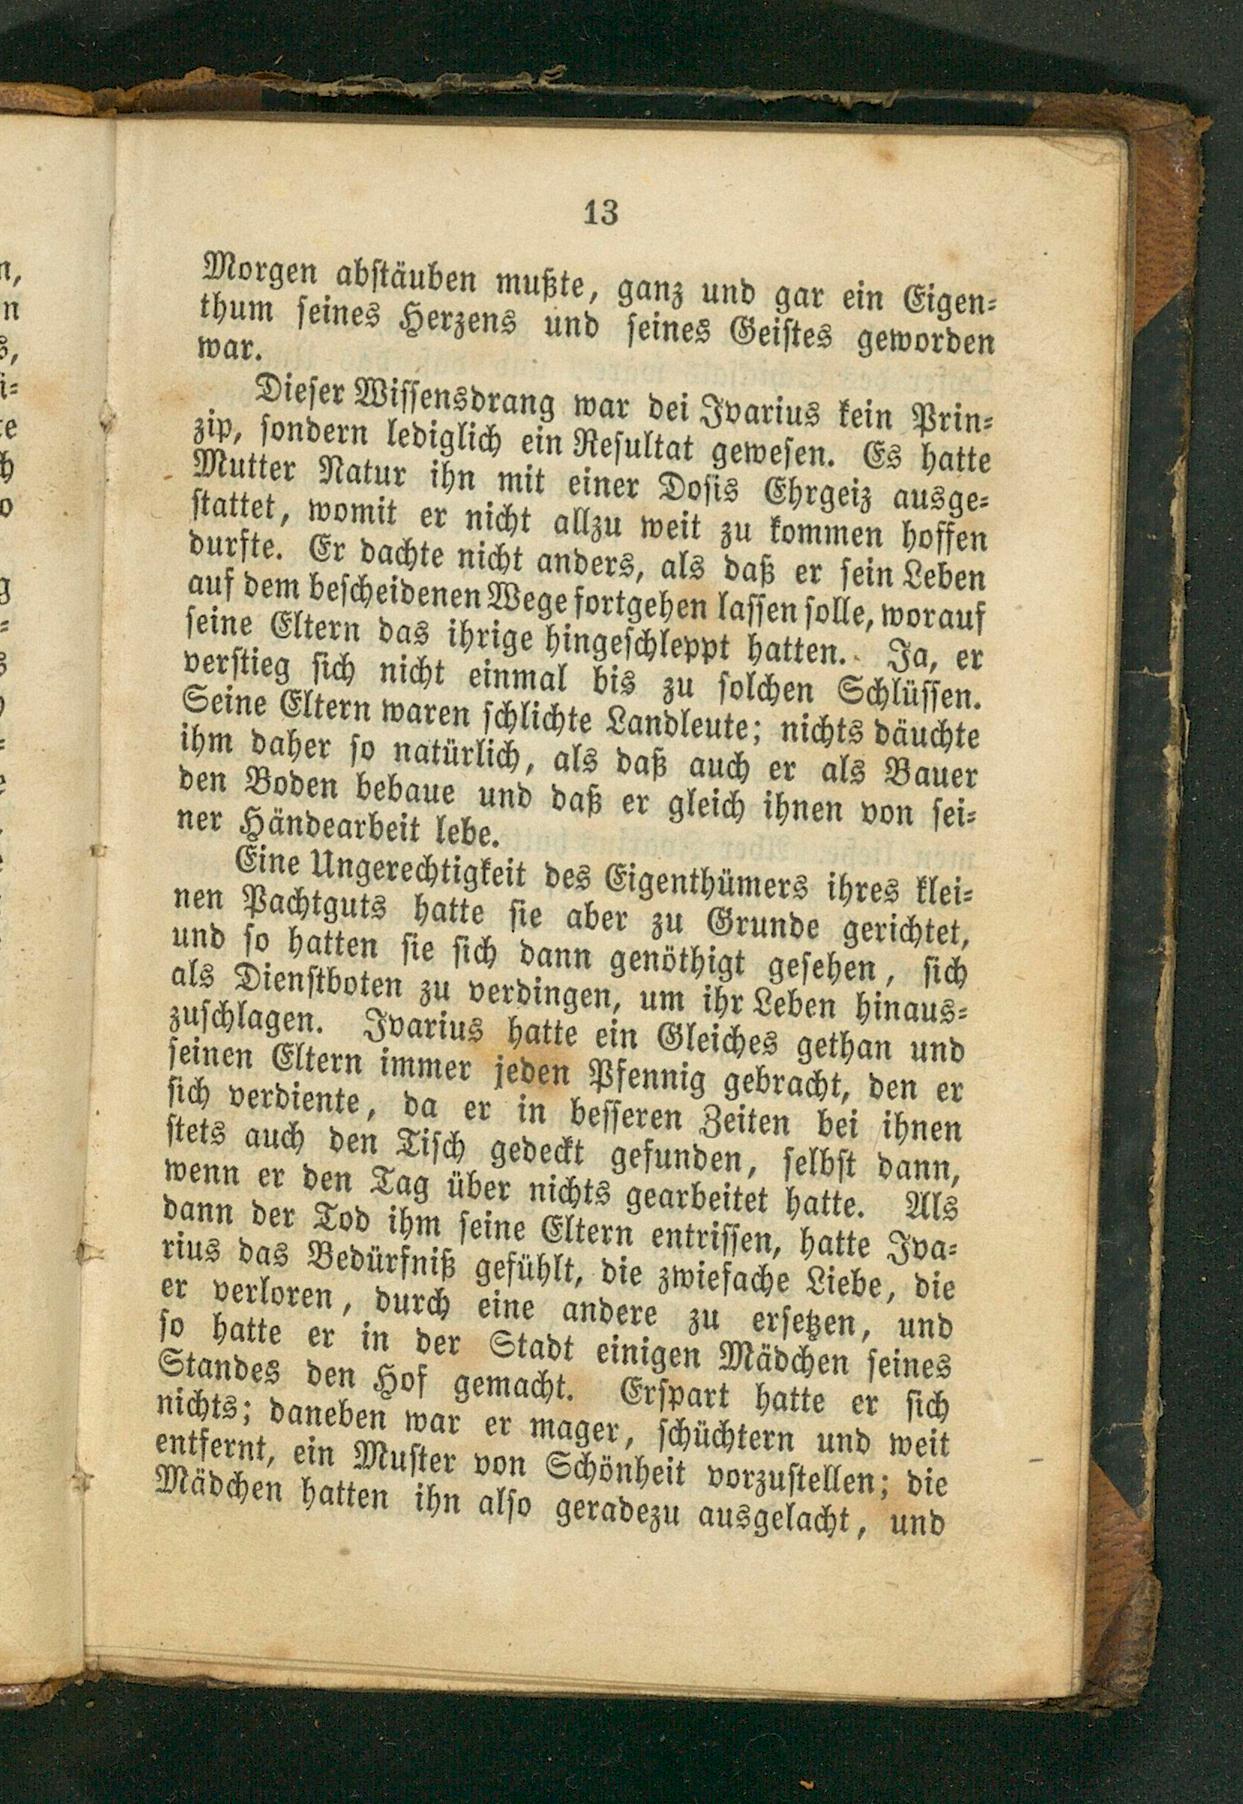 13
Morgen abstäuben mußte, ganz und gar ein Eigen-
thum seines Herzens und seines Geistes geworden
war.
Dieser Wissensdrang war dei Ivarius kein Prin-
zip, sondern lediglich ein Resultat gewesen. Es hatte
Mutter Natur ihn mit einer Dosis Ehrgeiz ausge-
stattet, womit er nicht allzu weit zu kommen hoffen
durfte. Er dachte nicht anders, als daß er sein Leben
auf dem bescheidenen Wege fortgehen lassen solle, worauf
seine Eltern das ihrige hingeschleppt hatten. Ja, er
verstieg sich nicht einmal bis zu solchen Schlüssen.
Seine Eltern waren schlichte Landleute; nichts däuchte
ihm daher so natürlich, als daß auch er als Bauer
den Boden bebaue und daß er gleich ihnen von sei-
ner Händearbeit lebe.
Eine Ungerechtigkeit des Eigenthümers ihres klei-
nen Pachtguts hatte sie aber zu Grunde gerichtet,
und so hatten sie sich dann genöthigt gesehen, sich
als Dienstboten zu verdingen, um ihr Leben hinaus-
zuschlagen. Ivarius hatte ein Gleiches gethan und
seinen Eltern immer jeden Pfennig gebracht, den er
sich verdiente, da er in besseren Zeiten bei ihnen
stets auch den Tisch gedeckt gefunden, selbst dann,
wenn er den Tag über nichts gearbeitet hatte. Als
dann der Tod ihm seine Eltern entrissen, hatte Iva-
rius das Bedürfniß gefühlt, die zwiefache Liebe, die
er verloren, durch eine andere zu ersetzen, und
so hatte er in der Stadt einigen Mädchen seines
Standes den Hof gemacht. Erspart hatte er sich
nichts; daneben war er mager, schüchtern und weit
entfernt, ein Muster von Schönheit vorzustellen; die
Mädchen hatten ihn also geradezu ausgelacht, und